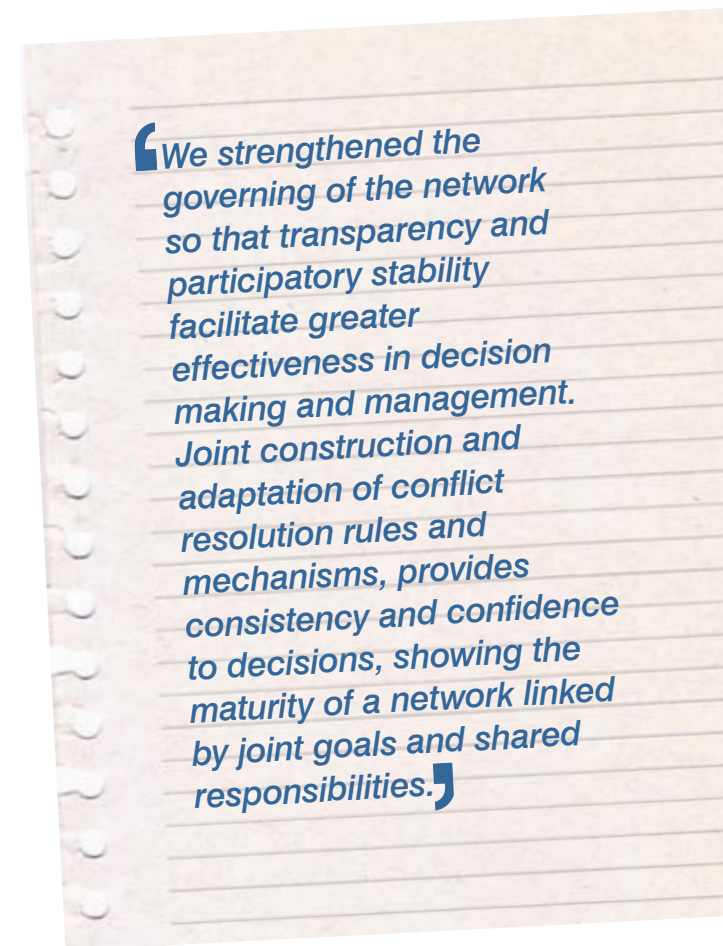 ‘We strengthened the
governing of the network
so that transparency and
participatory stability
facilitate greater
effectiveness in decision
making and management.
Joint construction and
adaptation of conflict
resolution rules and
mechanisms, provides
consistency and confidence
to decisions, showing the
maturity of a network linked
by joint goals and shared
responsibilities.’